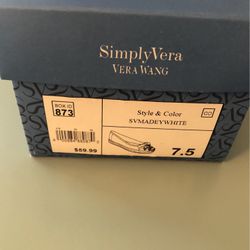 SimplyVera
VERA WANG
BOX ID
873
Style & Color
SVMADEYWHITE
$59.99
7.5